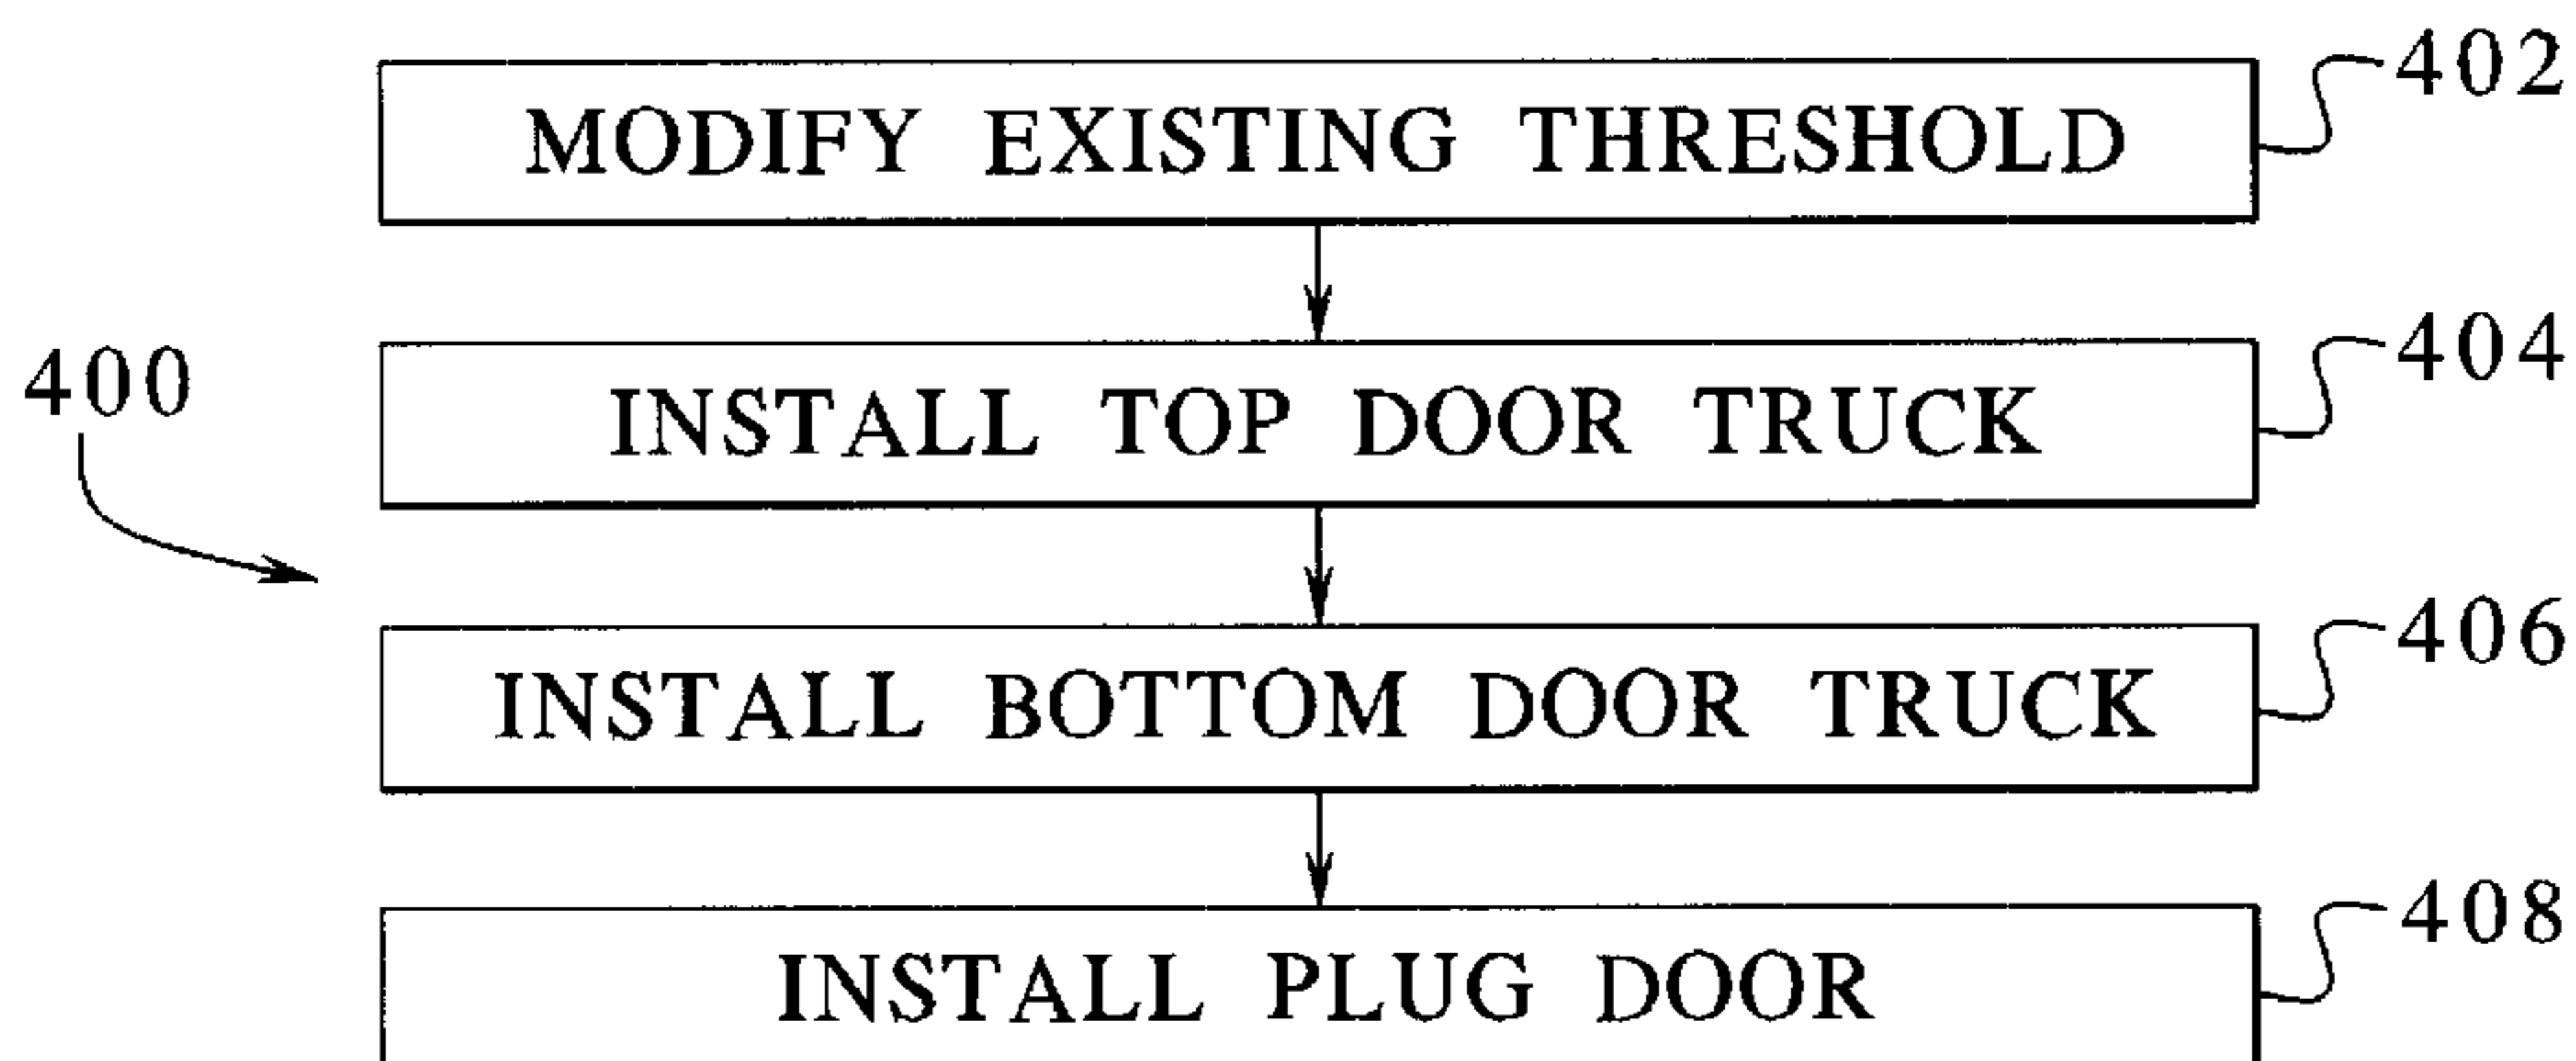 402
MODIFY EXISTING THRESHOLD
404
INSTALL TOP DOOR TRUCK
400
406
INSTALL BOTTOM DOOR TRUCK
408
INSTALL PLUG DOOR